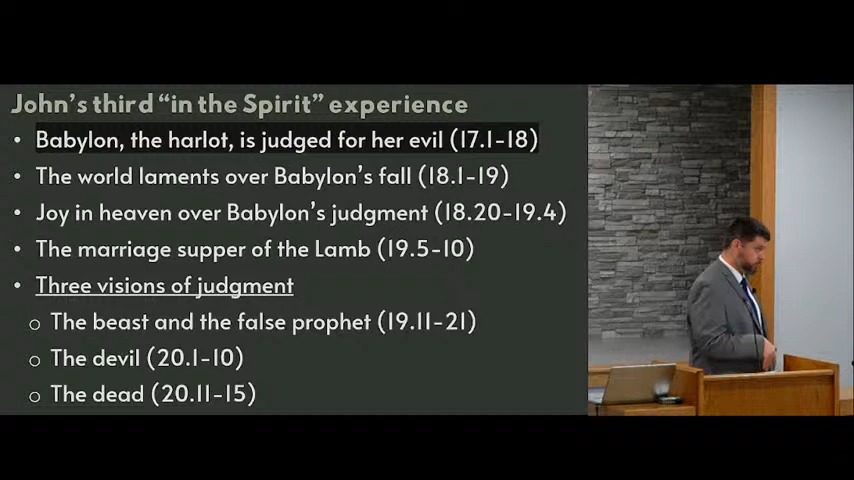 John's third “in the Spirit” experience
• Babylon, the harlot, is judged for her evil (17.1-18)
• The world laments over Babylon's fall (18.1-19)
• Joy in heaven over Babylon's judgment (18.20-19.4)
• The marriage supper of the Lamb (19.5-10)
• Three visions of judgment
o The beast and the false prophet (19.11-21)
o The devil (20.1-10)
o The dead (20.11-15)